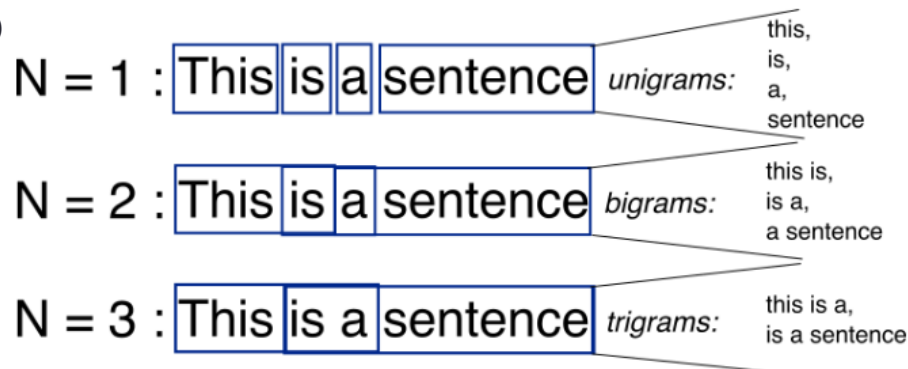 N = 1 : This is a sentence unigrams:
this,
is,
a,
sentence
N = 2 : This is a sentence bigrams:
this is,
is a,
a sentence
N = 3 : This is a sentence trigrams:
this is a,
is a sentence